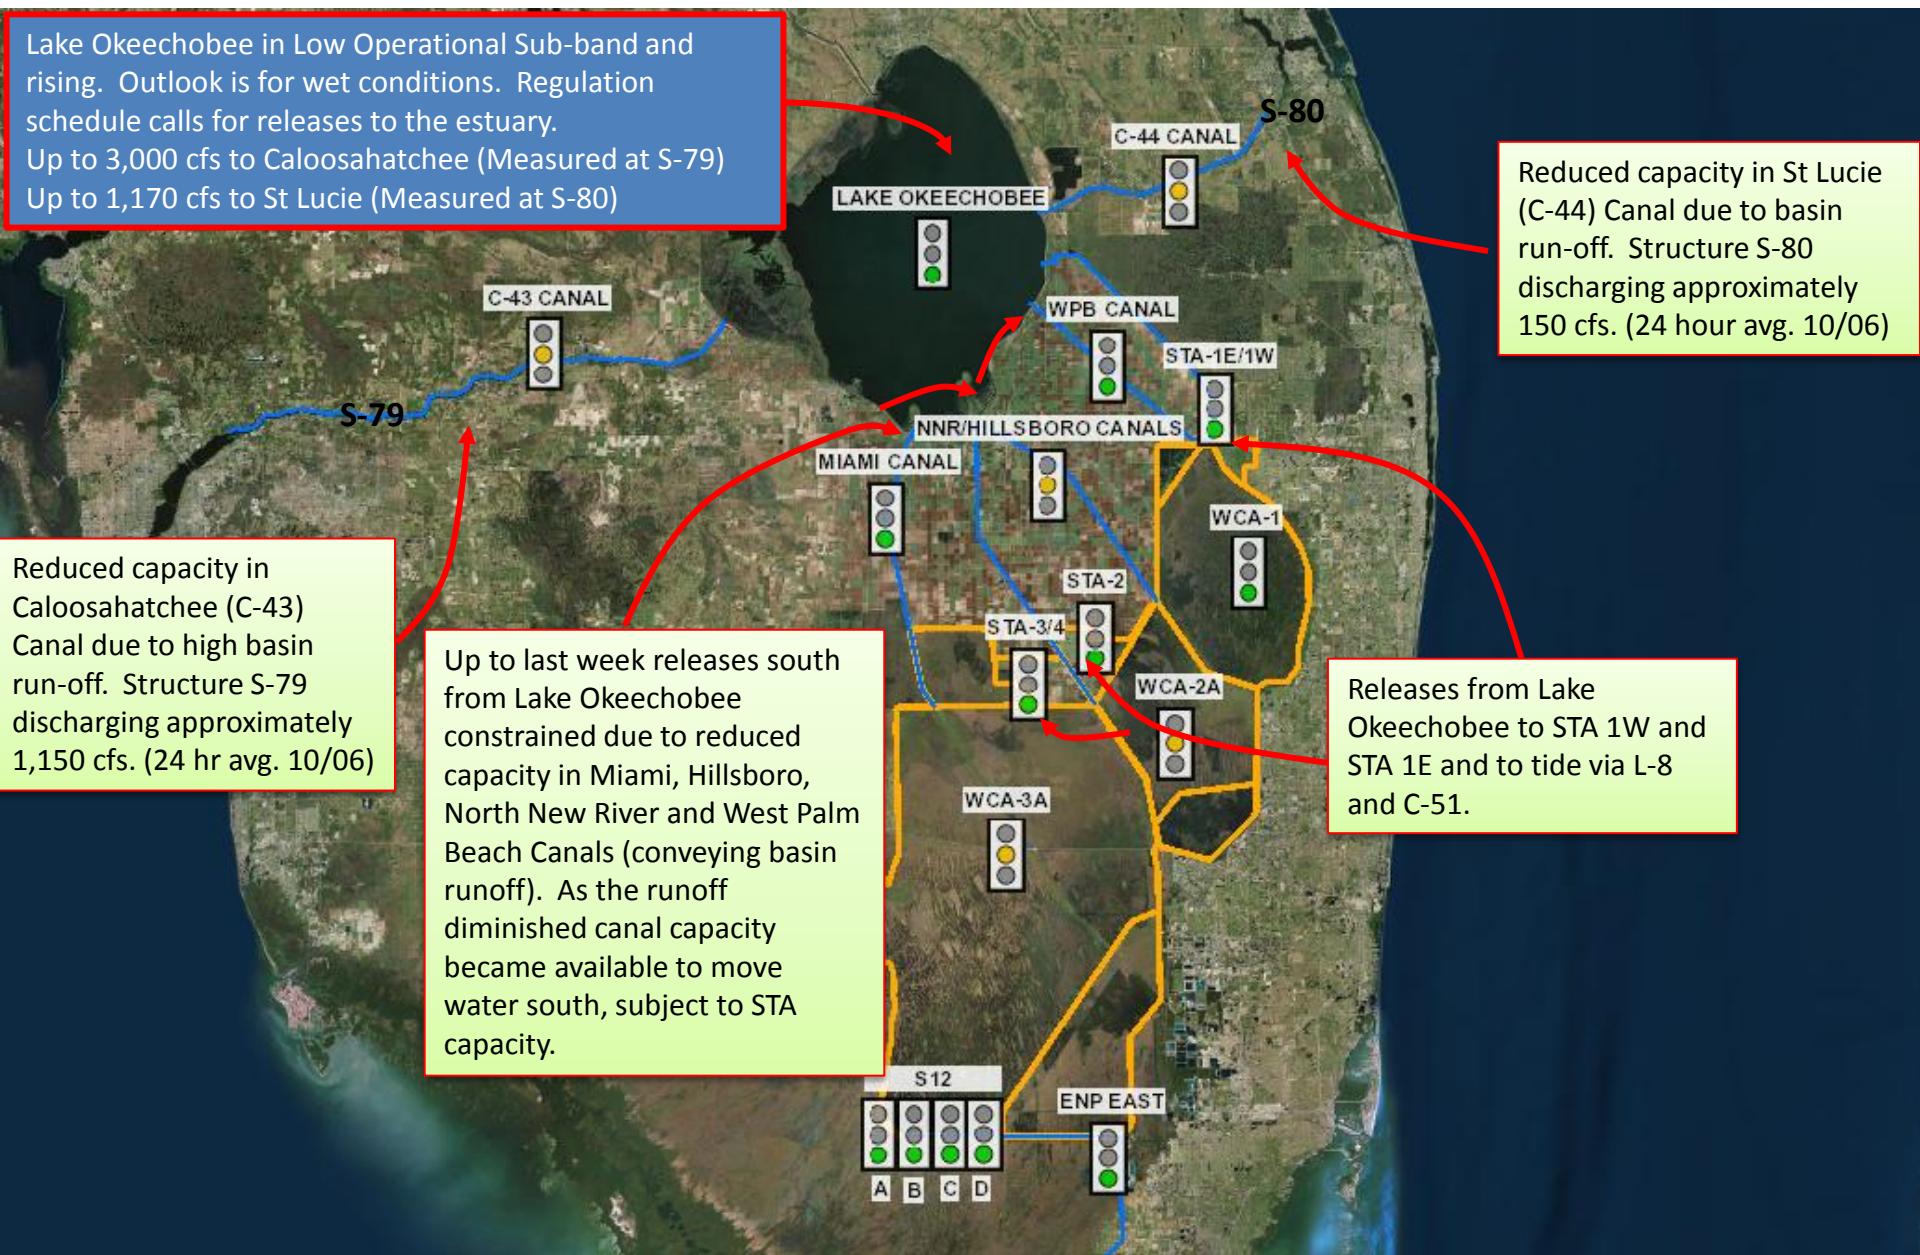 Lake Okeechobee in Low Operational Sub-band and
rising.  Outlook is for wet conditions.  Regulation
schedule calls for releases to the estuary.
Up to 3,000 cfs to Caloosahatchee (Measured at S-79)
Up to 1,170 cfs to St Lucie (Measured at S-80)
S-80
C-44 CANAL
Reduced capacity in St Lucie
(C-44) Canal due to basin
run-off.  Structure S-80
discharging approximately
150 cfs. (24 hour avg. 10/06)
LAKE OKEECHOBEE
C-43 CANAL
WPB CANAL
STA-1E/1W
S-79
NNR/HILLSBORO CANALS
MIAMI CANAL
WCA-1
Reduced capacity in
Caloosahatchee (C-43)
Canal due to high basin
run-off.  Structure S-79
discharging approximately
1,150 cfs. (24 hr avg. 10/06)
STA-2
STA-3/4
Up to last week releases south
from Lake Okeechobee
constrained due to reduced
capacity in Miami, Hillsboro,
North New River and West Palm
Beach Canals (conveying basin
runoff).  As the runoff
diminished canal capacity
became available to move
water south, subject to STA
capacity.
WCA-2A
Releases from Lake
Okeechobee to STA 1W and
STA 1E and to tide via L-8
and C-51.
WCA-3A
S12
ENP EAST
A B C D